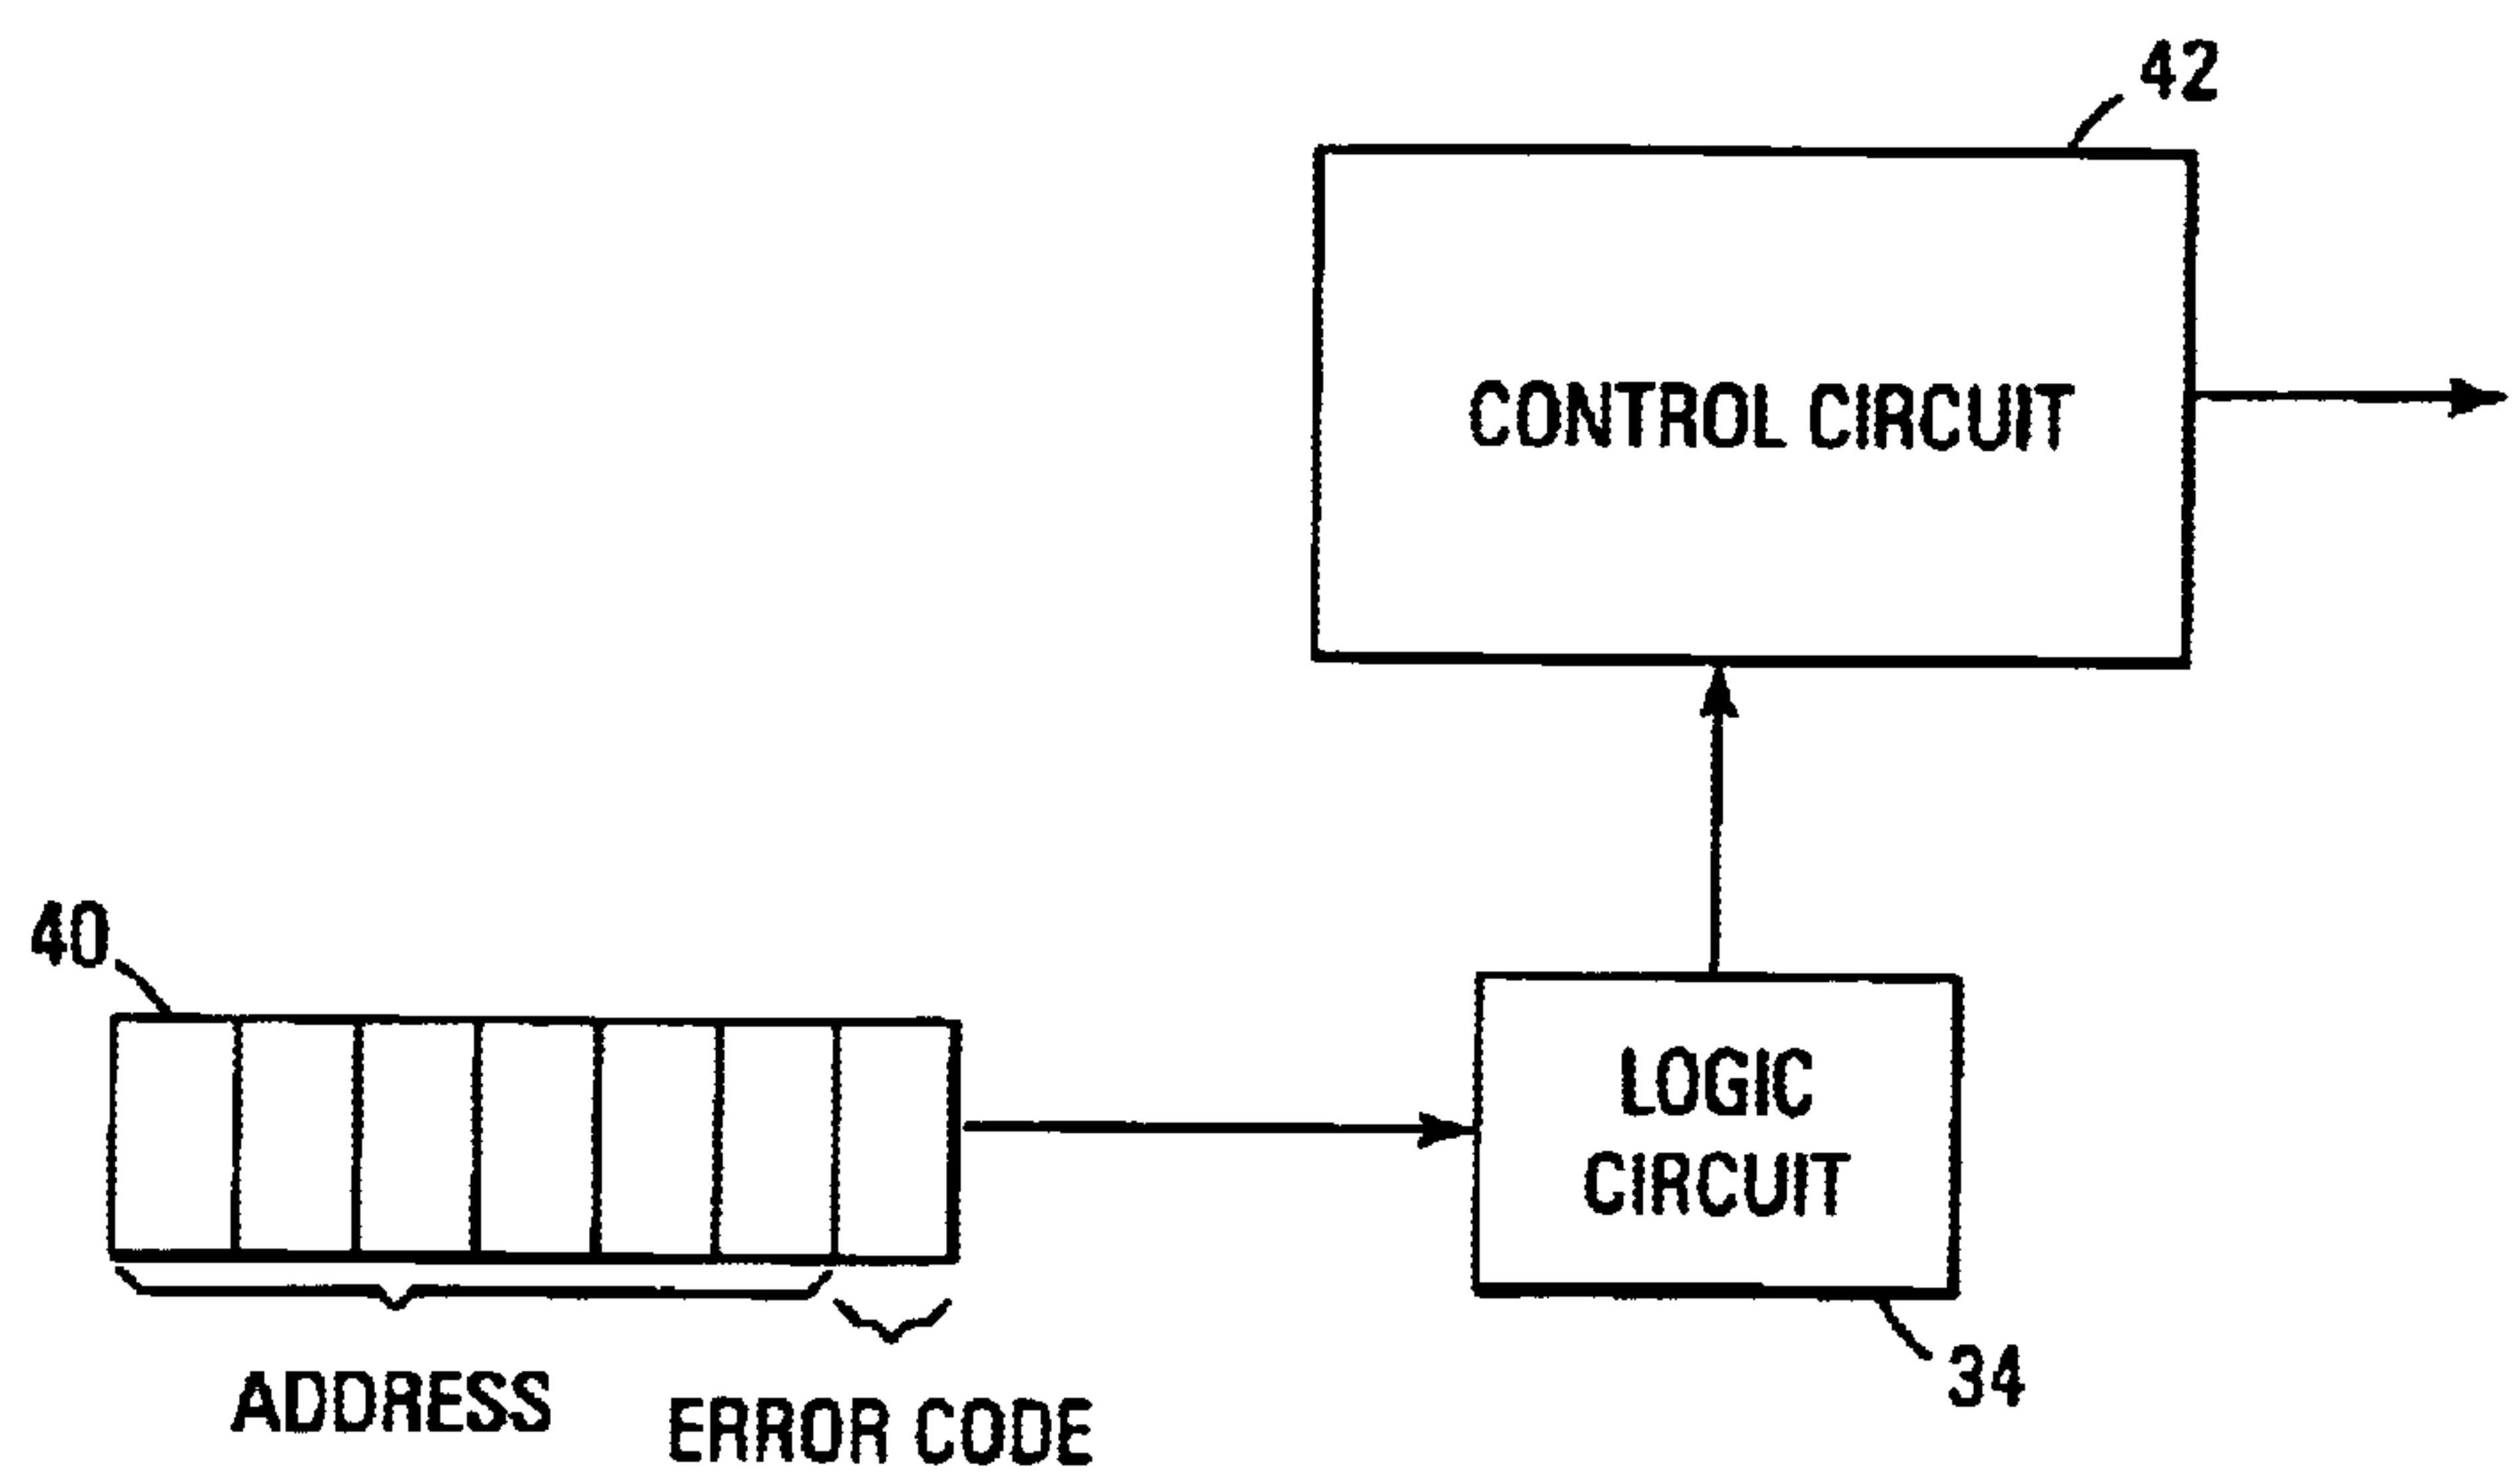 42
CONTROL CIRCUIT
40
LOGIC
CIRCUIT
34
ADDRESS
ERROR CODE